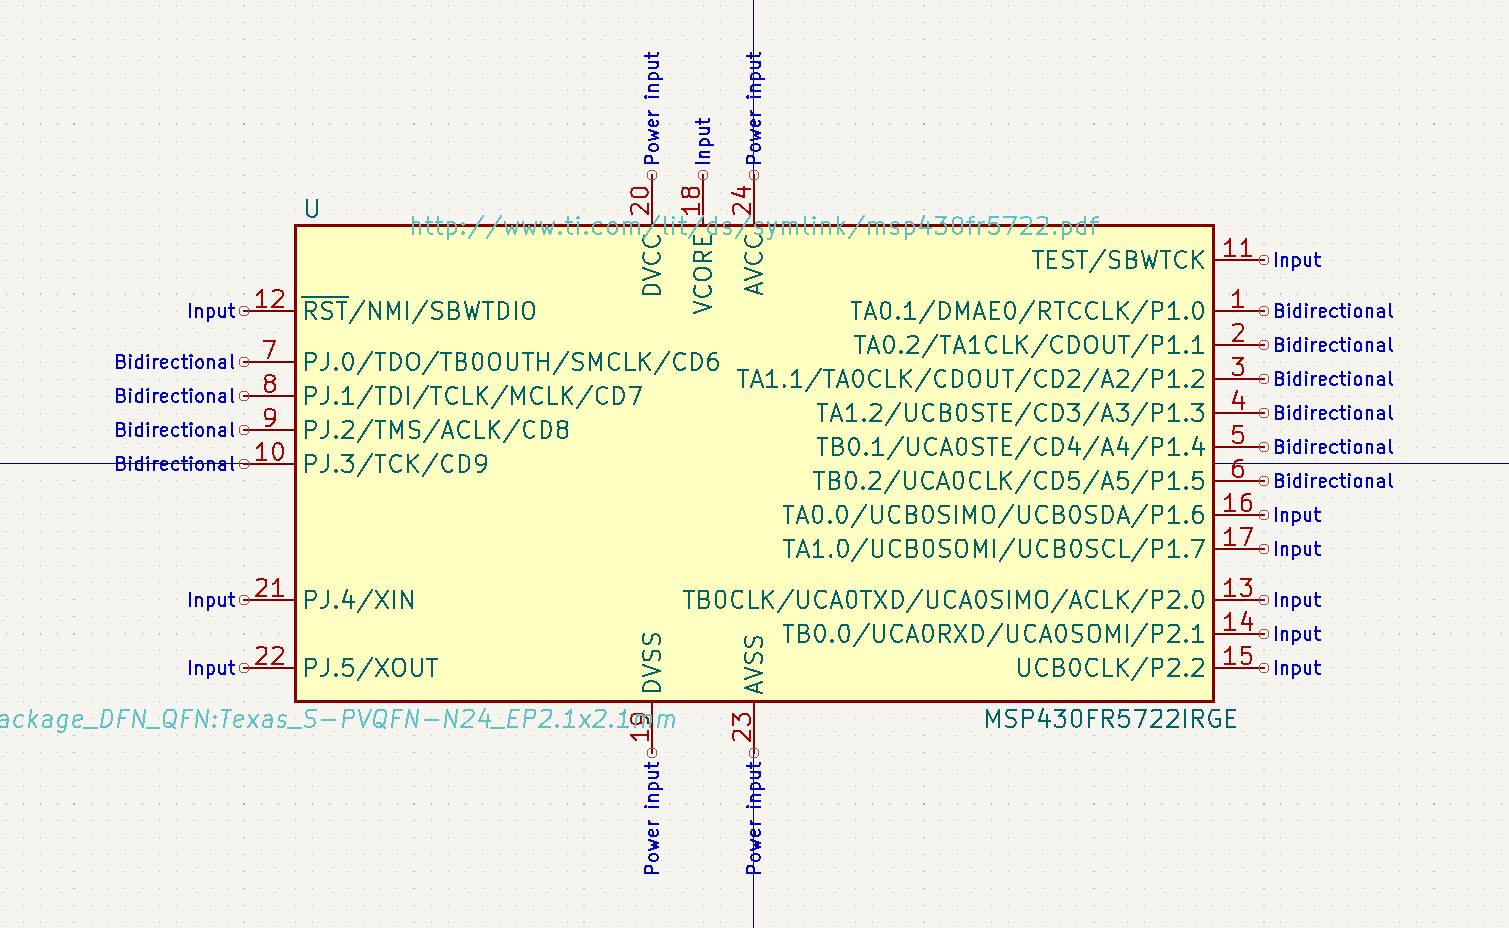 Power input
Input
Power input
20
18
24
U
http://www.ti.com/lit/ds/symlink/msp430fr5722.pdf
DVCC
VCORE
AVCC
TEST/SBWTCK
11
Input
Input
12
RST/NMI/SBWTDIO
TA0.1/DMAE0/RTCCLK/P1.0
1
Bidirectional
TA0.2/TA1CLK/CDOUT/P1.1
2
Bidirectional
Bidirectional
7
PJ.0/TDO/TB0OUTH/SMCLK/CD6
TA1.1/TA0CLK/CDOUT/CD2/A2/P1.2
3
Bidirectional
Bidirectional
8
PJ.1/TDI/TCLK/MCLK/CD7
TA1.2/UCB0STE/CD3/A3/P1.3
4
Bidirectional
Bidirectional
9
PJ.2/TMS/ACLK/CD8
TB0.1/UCA0STE/CD4/A4/P1.4
5
Bidirectional
Bidirectional
10
PJ.3/TCK/CD9
TB0.2/UCA0CLK/CD5/A5/P1.5
6
Bidirectional
TA0.0/UCB0SIMO/UCB0SDA/P1.6
16
Input
TA1.0/UCB0SOMI/UCB0SCL/P1.7
17
Input
Input
21
PJ.4/XIN
TB0CLK/UCA0TXD/UCA0SIMO/ACLK/P2.0
13
Input
TB0.0/UCA0RXD/UCA0SOMI/P2.1
14
Input
Input
22
PJ.5/XOUT
UCB0CLK/P2.2
15
Input
DVSS
AVSS
ackage_DFN_QFN:Texas_S-PVQFN-N24_EP2.1x2.1mm
MSP430FR5722IRGE
19
23
Power input
Power input